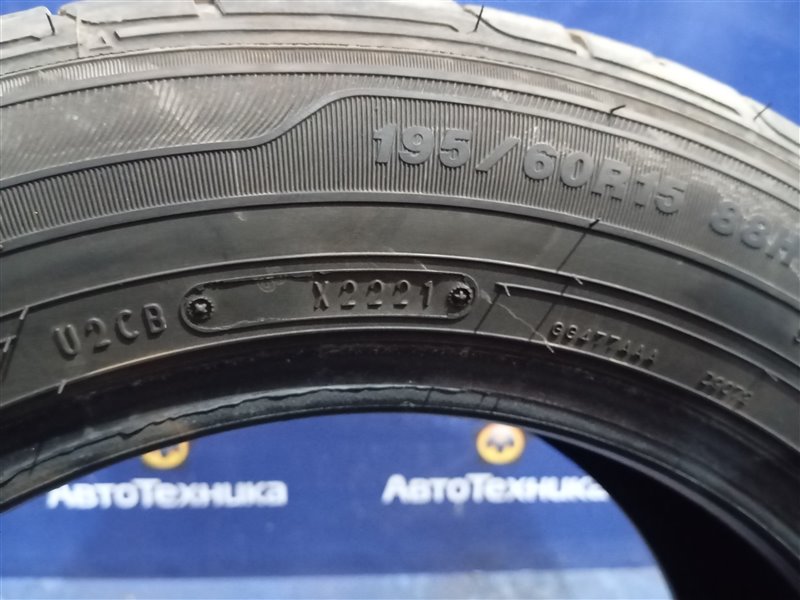 195/60R15 88H
U2CB X2221
АвтоТехника АвтоТехника